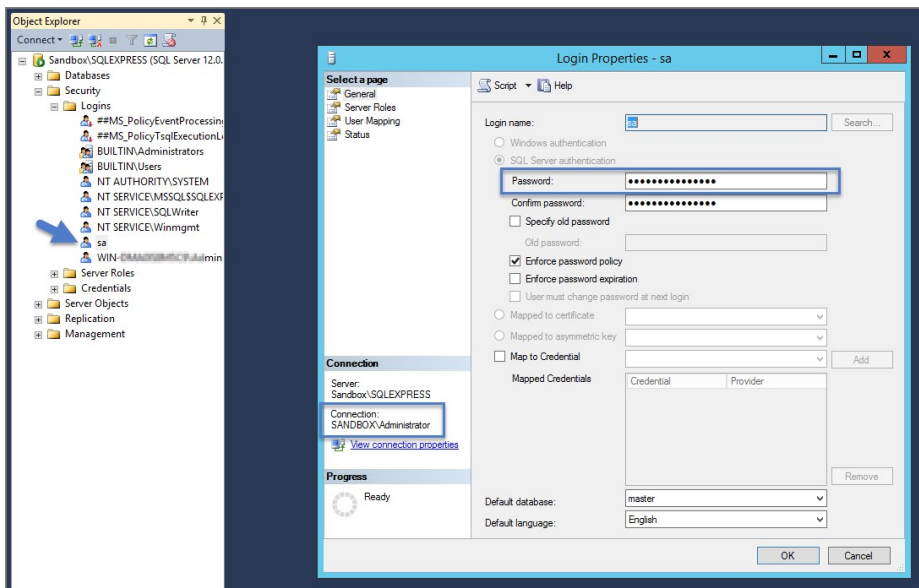 Object Explorer
Connect
Sandbox\SQLEXPRESS (SQL Server 12.0.
Databases
Security
Logins
##MS_PolicyEventProcessing
##MS_PolicyTsqlExecutionLo
BUILTIN\Administrators
BUILTIN\Users
NT AUTHORITY\SYSTEM
NT SERVICE\MSSQL$SQLEXP
NT SERVICE\SQLWriter
NT SERVICE\Winmgmt
sa
WIN-
Server Roles
Credentials
Server Objects
Replication
Management
Login Properties - sa
Select a page
General
Server Roles
User Mapping
Status
Script Help
Login name: sa Search...
Windows authentication
SQL Server authentication
Password: •••••••••••••••
Confirm password: •••••••••••••••
Specify old password
Old password:
Enforce password policy
Enforce password expiration
User must change password at next login
Mapped to certificate
Mapped to asymmetric key
Map to Credential Add
Mapped Credentials Credential Provider
Remove
Default database: master
Default language: English
Connection
Server:
Sandbox\SQLEXPRESS
Connection:
SANDBOX\Administrator
View connection properties
Progress
Ready
OK Cancel